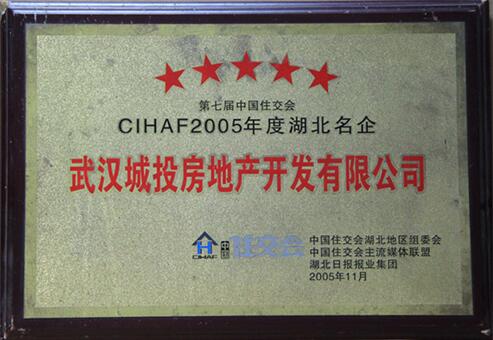 第七届中国住交会
CIHAF2005年度湖北名企
武汉城投房地产开发有限公司
CIHAF
中国
住交会
中国住交会湖北地区组委会
中国住交会主流媒体联盟
湖北日报报业集团
2005年11月